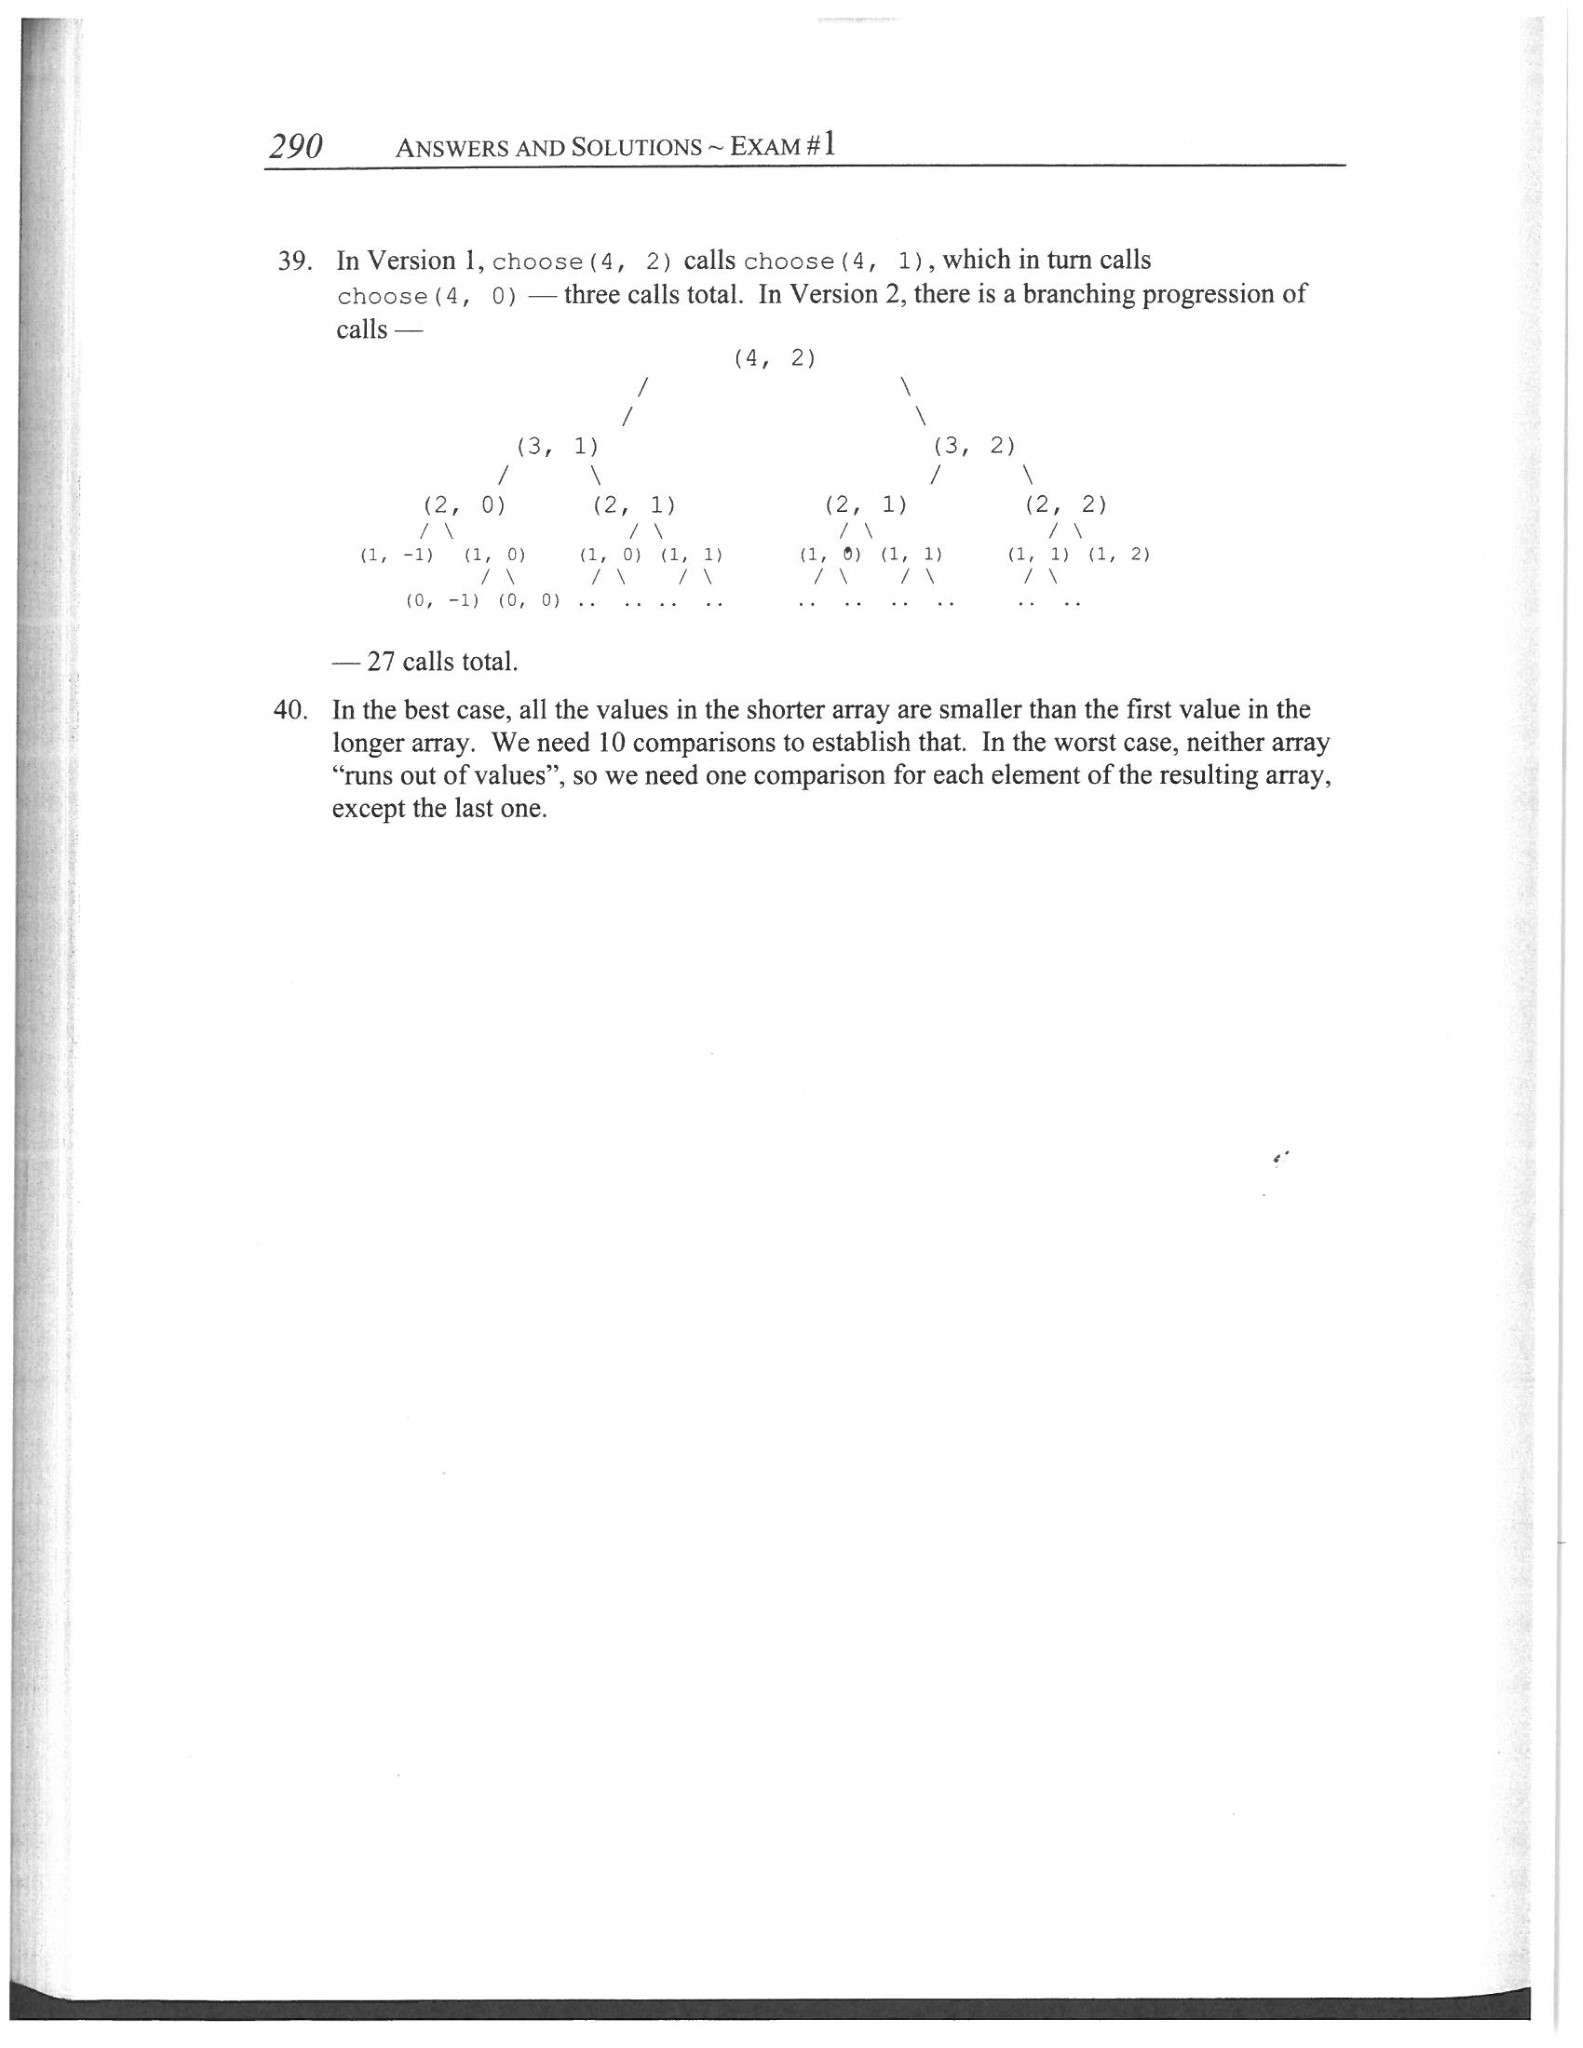 290 ANSWERS AND SOLUTIONS ~ EXAM #1
39. In Version 1, choose(4, 2) calls choose(4, 1), which in turn calls
choose(4, 0) — three calls total. In Version 2, there is a branching progression of
calls —
(4, 2)
/ \
/ \
(3, 1) (3, 2)
/ \ / \
(2, 0) (2, 1) (2, 1) (2, 2)
/ \ / \ / \ / \
(1, -1) (1, 0) (1, 0) (1, 1) (1, 0) (1, 1) (1, 1) (1, 2)
/ \ / \ / \ / \ / \ / \
(0, -1) (0, 0) .. .. .. .. .. .. .. .. .. ..
— 27 calls total.
40. In the best case, all the values in the shorter array are smaller than the first value in the
longer array. We need 10 comparisons to establish that. In the worst case, neither array
“runs out of values”, so we need one comparison for each element of the resulting array,
except the last one.